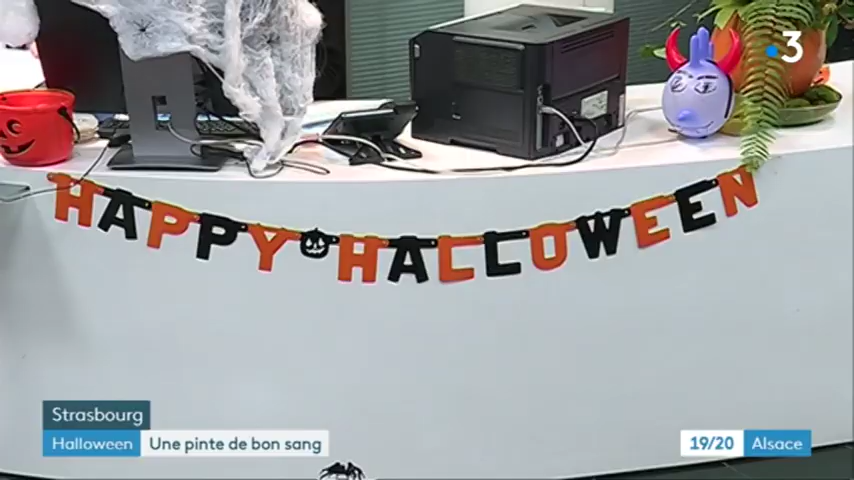 3
HAPPY HALLOWEEN
Strasbourg
Halloween Une pinte de bon sang
19/20 Alsace